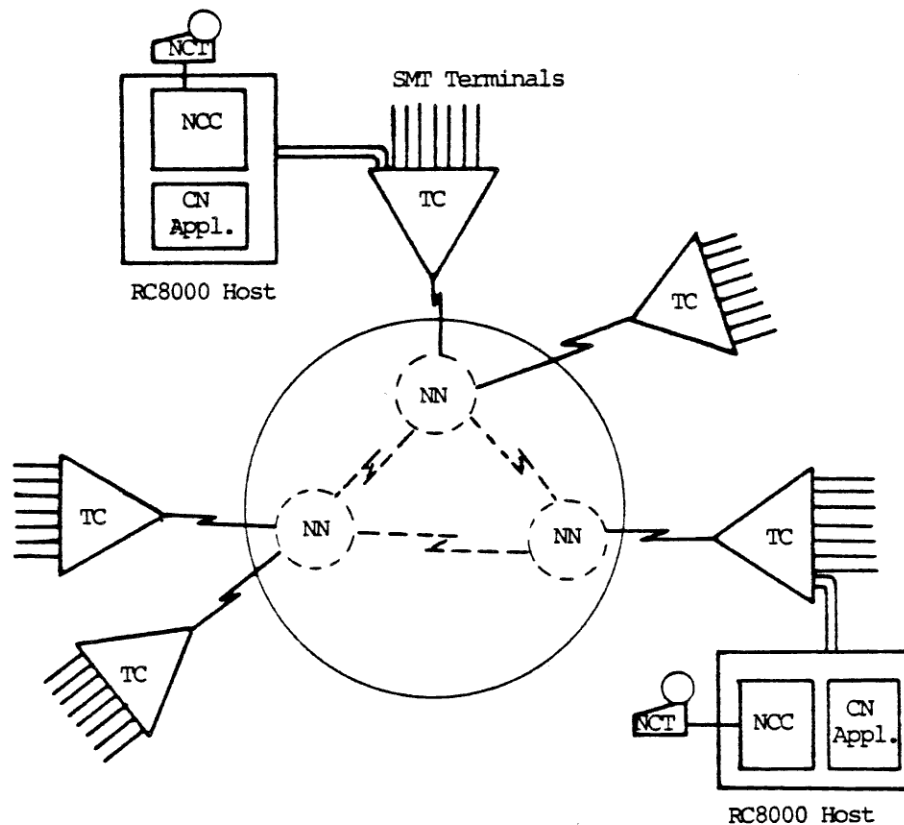 NCT
SMT Terminals
NCC
CN
Appl.
TC
RC8000 Host
TC
NN
TC
NN
NN
TC
TC
NCT
NCC
CN
Appl.
RC8000 Host